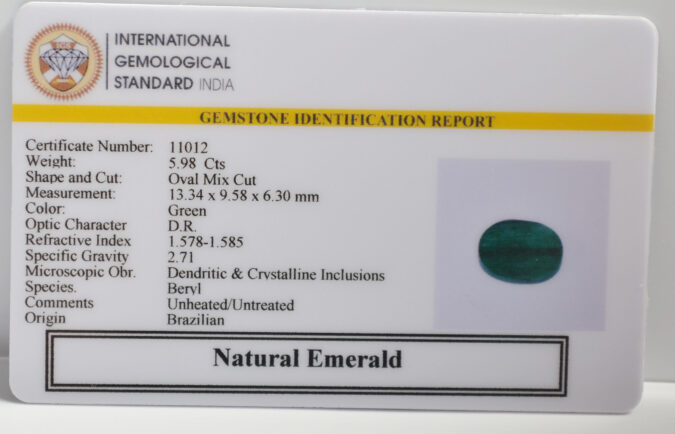 INTERNATIONAL
GEMOLOGICAL
STANDARD INDIA
GEMSTONE IDENTIFICATION REPORT
Certificate Number: 11012
Weight: 5.98 Cts
Shape and Cut: Oval Mix Cut
Measurement: 13.34 x 9.58 x 6.30 mm
Color: Green
Optic Character D.R.
Refractive Index 1.578-1.585
Specific Gravity 2.71
Microscopic Obr. Dendritic & Crystalline Inclusions
Species. Beryl
Comments Unheated/Untreated
Origin Brazilian
Natural Emerald